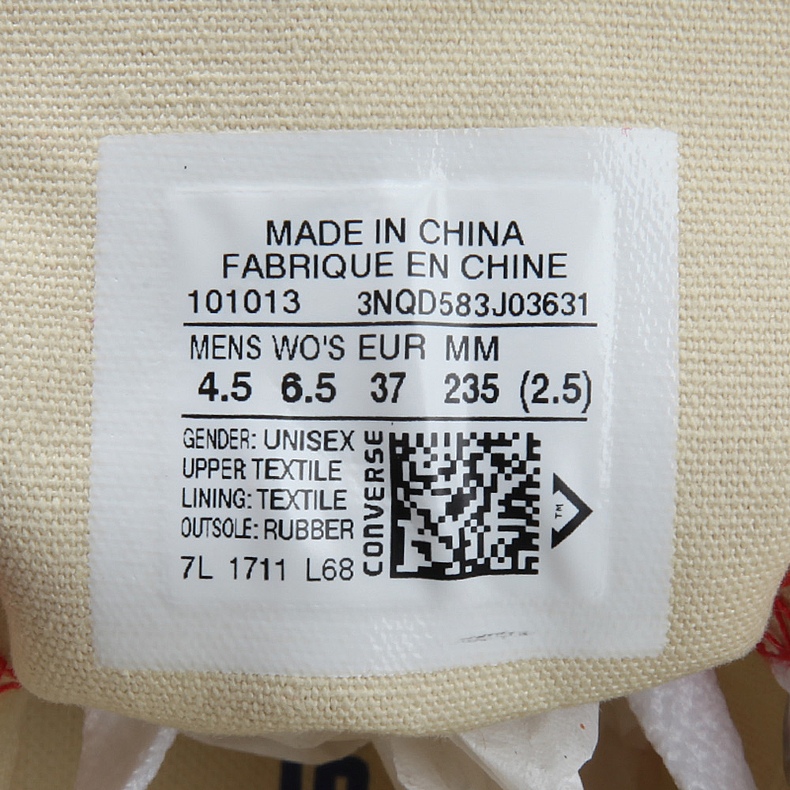 MADE IN CHINA
FABRIQUE EN CHINE
101013 3NQD583J03631
MENS WO'S EUR MM
4.5 6.5 37 235 (2.5)
GENDER: UNISEX
UPPER TEXTILE
LINING: TEXTILE
OUTSOLE: RUBBER
7L 1711 L68
CONVERSE
TM